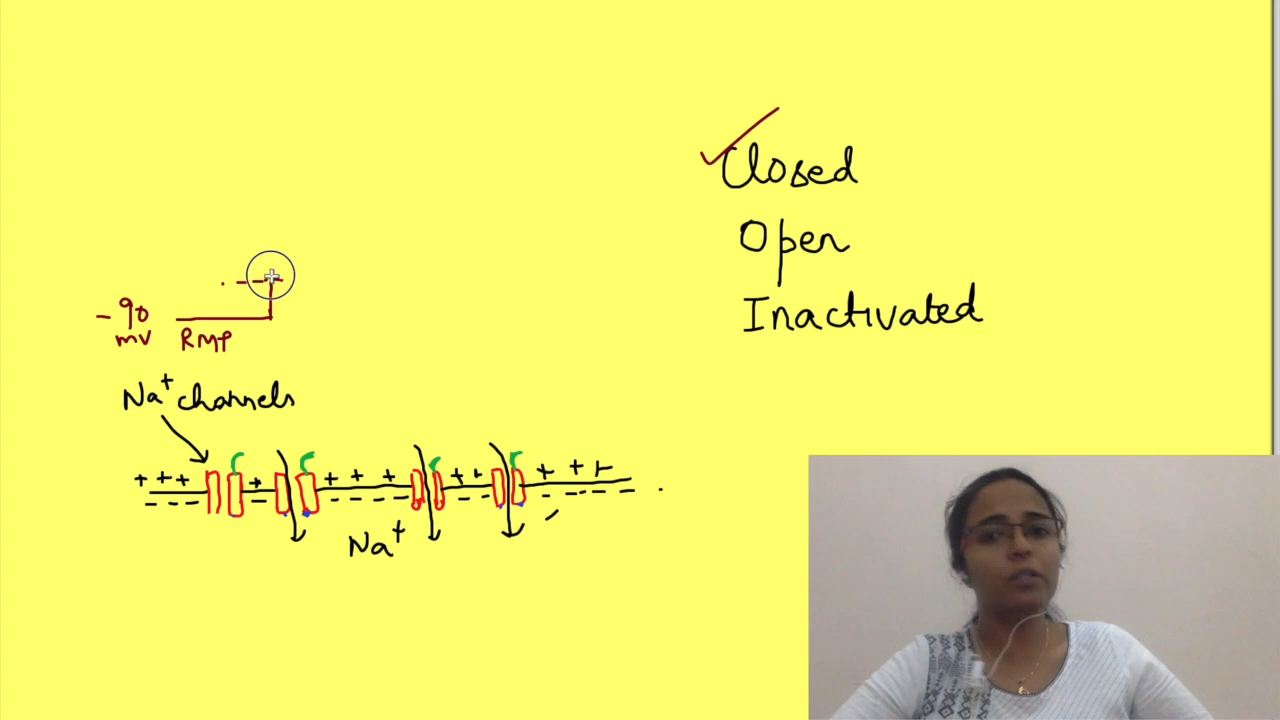 Closed
Open
Inactivated
-90
mv RMP
Na+ channels
+ + + + + + + + + + + +
Na+